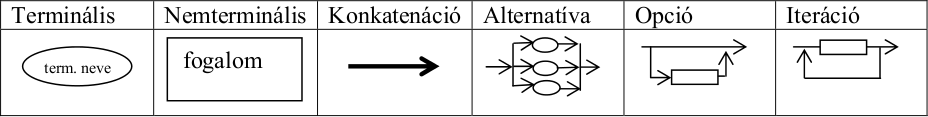 Terminális Nemterminális Konkatenáció Alternatíva Opció Iteráció
term. neve fogalom